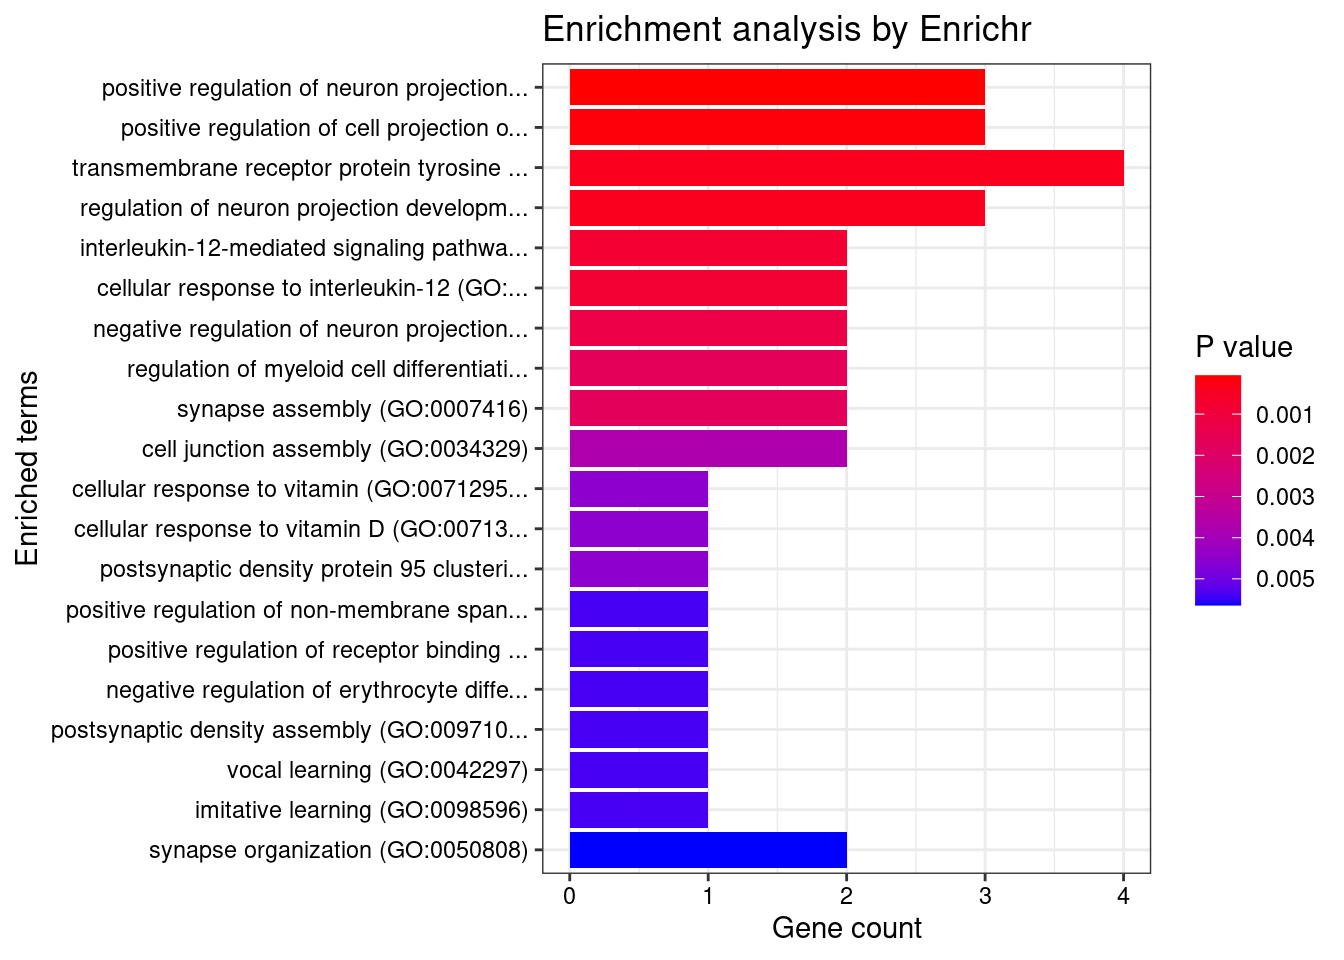 Enrichment analysis by Enrichr
positive regulation of neuron projection...
positive regulation of cell projection o...
transmembrane receptor protein tyrosine ...
regulation of neuron projection developm...
interleukin-12-mediated signaling pathwa...
cellular response to interleukin-12 (GO:...
negative regulation of neuron projection...
regulation of myeloid cell differentiati...
synapse assembly (GO:0007416)
cell junction assembly (GO:0034329)
cellular response to vitamin (GO:0071295...
cellular response to vitamin D (GO:00713...
postsynaptic density protein 95 clusteri...
positive regulation of non-membrane span...
positive regulation of receptor binding ...
negative regulation of erythrocyte diffe...
postsynaptic density assembly (GO:009710...
vocal learning (GO:0042297)
imitative learning (GO:0098596)
synapse organization (GO:0050808)
Enriched terms
0 1 2 3 4
Gene count
P value
0.001
0.002
0.003
0.004
0.005